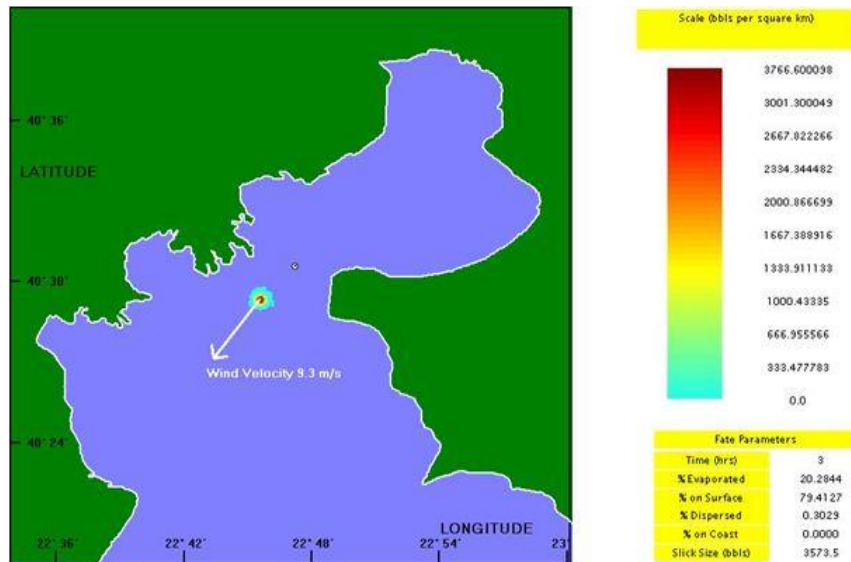 Scale (bbls per square km)
3766.600098
3001.300049
2667.822266
2334.344482
2000.866699
1667.388916
1333.911133
1000.43335
666.955566
333.477783
0.0
40° 36'
LATITUDE
40° 30'
Wind Velocity 9.3 m/s
40° 24'
LONGITUDE
22° 36' 22° 42' 22° 48' 22° 54' 23°
Fate Parameters
Time (hrs) 3
% Evaporated 20.2844
% on Surface 79.4127
% Dispersed 0.3029
% on Coast 0.0000
Slick Size (bbls) 3573.5